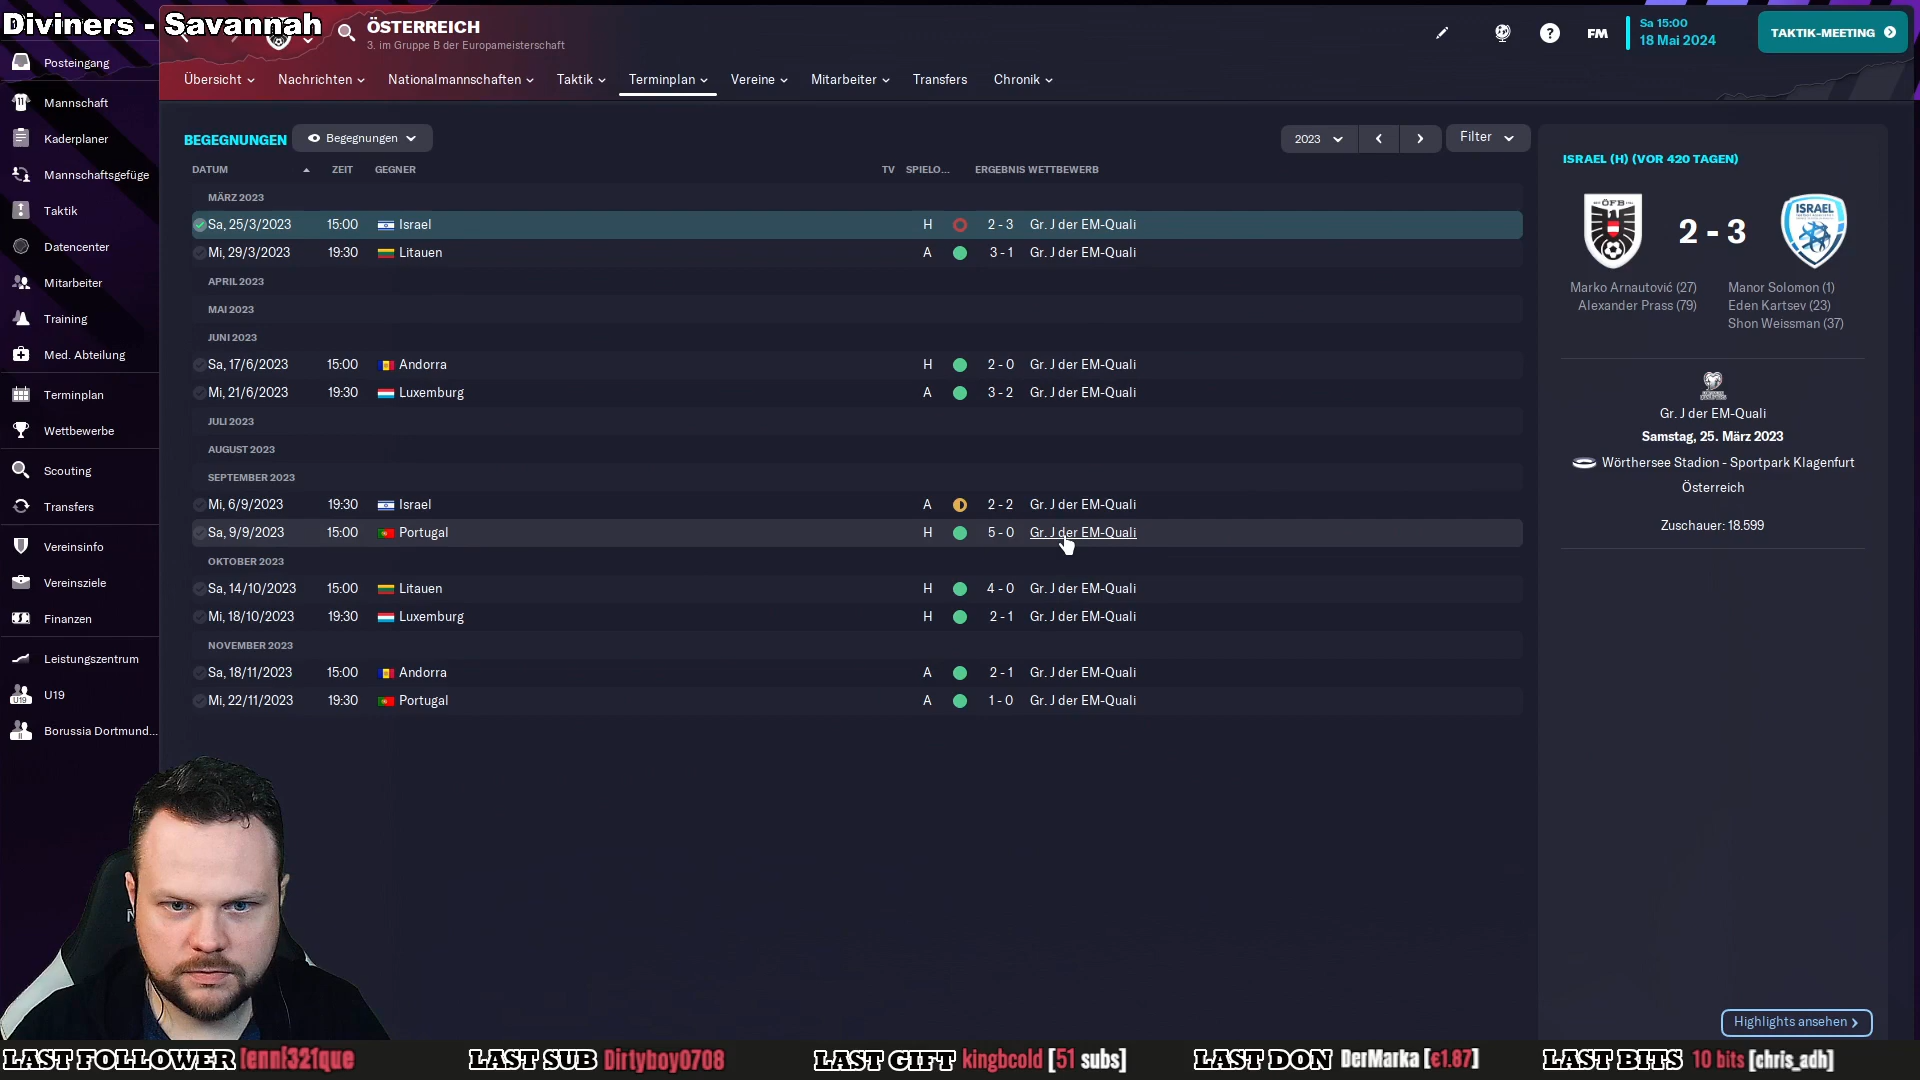 Diviners - Savannah
ÖSTERREICH
3. im Gruppe B der Europameisterschaft
FM
Sa 15:00
18 Mai 2024
TAKTIK-MEETING
Übersicht
Nachrichten
Nationalmannschaften
Taktik
Terminplan
Vereine
Mitarbeiter
Transfers
Chronik
Posteingang
Mannschaft
Kaderplaner
Mannschaftsgefüge
Taktik
Datencenter
Mitarbeiter
Training
Med. Abteilung
Terminplan
Wettbewerbe
Scouting
Transfers
Vereinsinfo
Vereinsziele
Finanzen
Leistungszentrum
U19
Borussia Dortmund...
BEGEGNUNGEN
Begegnungen
2023
Filter
DATUM ZEIT GEGNER TV SPIELO... ERGEBNIS WETTBEWERB
MÄRZ 2023
Sa, 25/3/2023 15:00 Israel H 2 - 3 Gr. J der EM-Quali
Mi, 29/3/2023 19:30 Litauen A 3 - 1 Gr. J der EM-Quali
APRIL 2023
MAI 2023
JUNI 2023
Sa, 17/6/2023 15:00 Andorra H 2 - 0 Gr. J der EM-Quali
Mi, 21/6/2023 19:30 Luxemburg A 3 - 2 Gr. J der EM-Quali
JULI 2023
AUGUST 2023
SEPTEMBER 2023
Mi, 6/9/2023 19:30 Israel A 2 - 2 Gr. J der EM-Quali
Sa, 9/9/2023 15:00 Portugal H 5 - 0 Gr. J der EM-Quali
OKTOBER 2023
Sa, 14/10/2023 15:00 Litauen H 4 - 0 Gr. J der EM-Quali
Mi, 18/10/2023 19:30 Luxemburg H 2 - 1 Gr. J der EM-Quali
NOVEMBER 2023
Sa, 18/11/2023 15:00 Andorra A 2 - 1 Gr. J der EM-Quali
Mi, 22/11/2023 19:30 Portugal A 1 - 0 Gr. J der EM-Quali
ISRAEL (H) (VOR 420 TAGEN)
ÖFB
2 - 3
ISRAEL
Marko Arnautović (27) Manor Solomon (1)
Alexander Prass (79) Eden Kartsev (23)
Shon Weissman (37)
Gr. J der EM-Quali
Samstag, 25. März 2023
Wörthersee Stadion - Sportpark Klagenfurt
Österreich
Zuschauer: 18.599
Highlights ansehen
LAST FOLLOWER lennf321que
LAST SUB Dirtyboy0708
LAST GIFT kingbcold [51 subs]
LAST DON DerMarka [€1.87]
LAST BITS 10 bits [chris_adh]